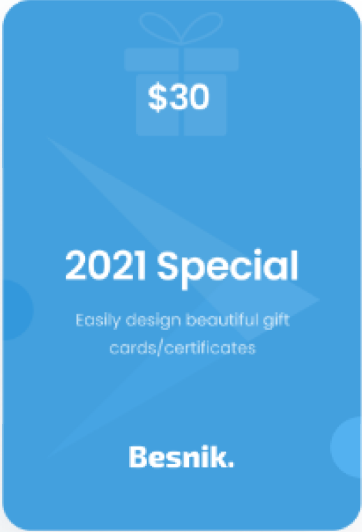 $30
2021 Special
Easily design beautiful gift
cards/certificates
Besnik.